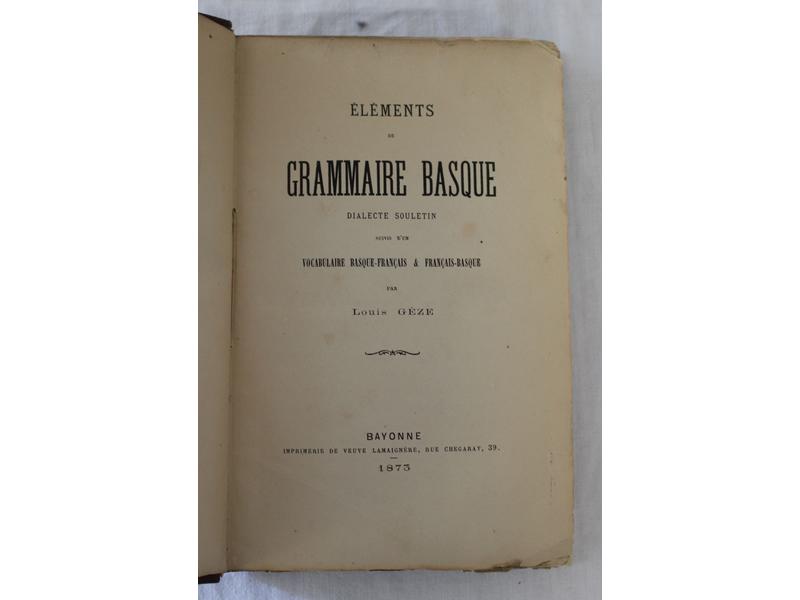 ÉLÉMENTS
DE
GRAMMAIRE BASQUE
DIALECTE SOULETIN
SUIVIS D'UN
VOCABULAIRE BASQUE-FRANÇAIS & FRANÇAIS-BASQUE
PAR
Louis GÈZE
BAYONNE
IMPRIMERIE DE VEUVE LAMAIGNÈRE, RUE CHEGARAY, 39.
1873